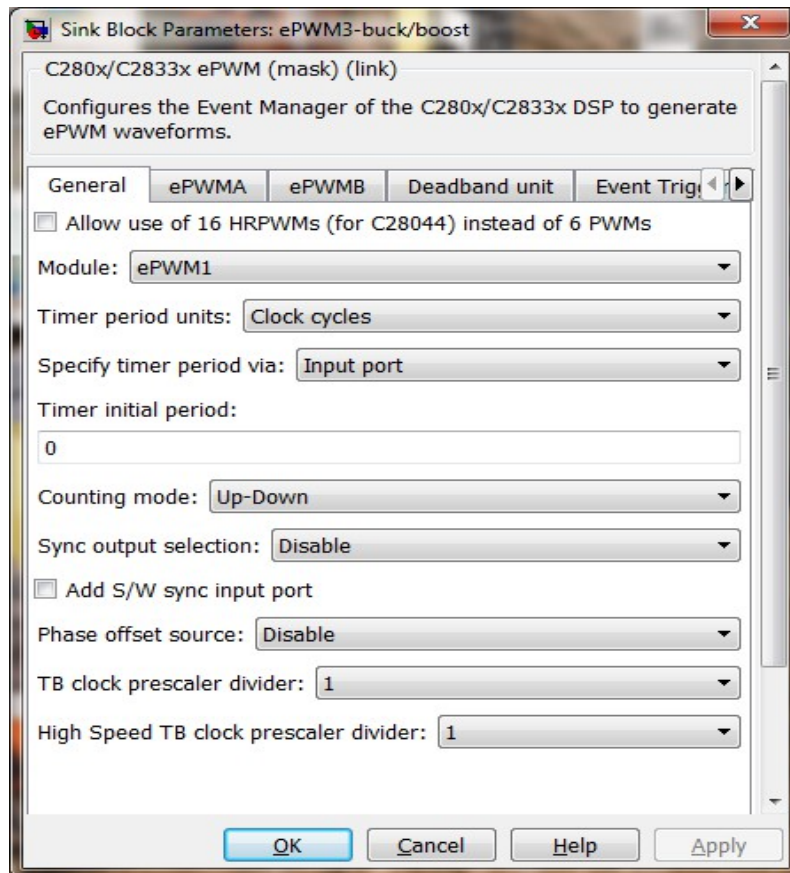 Sink Block Parameters: ePWM3-buck/boost
C280x/C2833x ePWM (mask) (link)
Configures the Event Manager of the C280x/C2833x DSP to generate
ePWM waveforms.
General ePWMA ePWMB Deadband unit Event Trig
Allow use of 16 HRPWMs (for C28044) instead of 6 PWMs
Module: ePWM1
Timer period units: Clock cycles
Specify timer period via: Input port
Timer initial period:
0
Counting mode: Up-Down
Sync output selection: Disable
Add S/W sync input port
Phase offset source: Disable
TB clock prescaler divider: 1
High Speed TB clock prescaler divider: 1
OK Cancel Help Apply